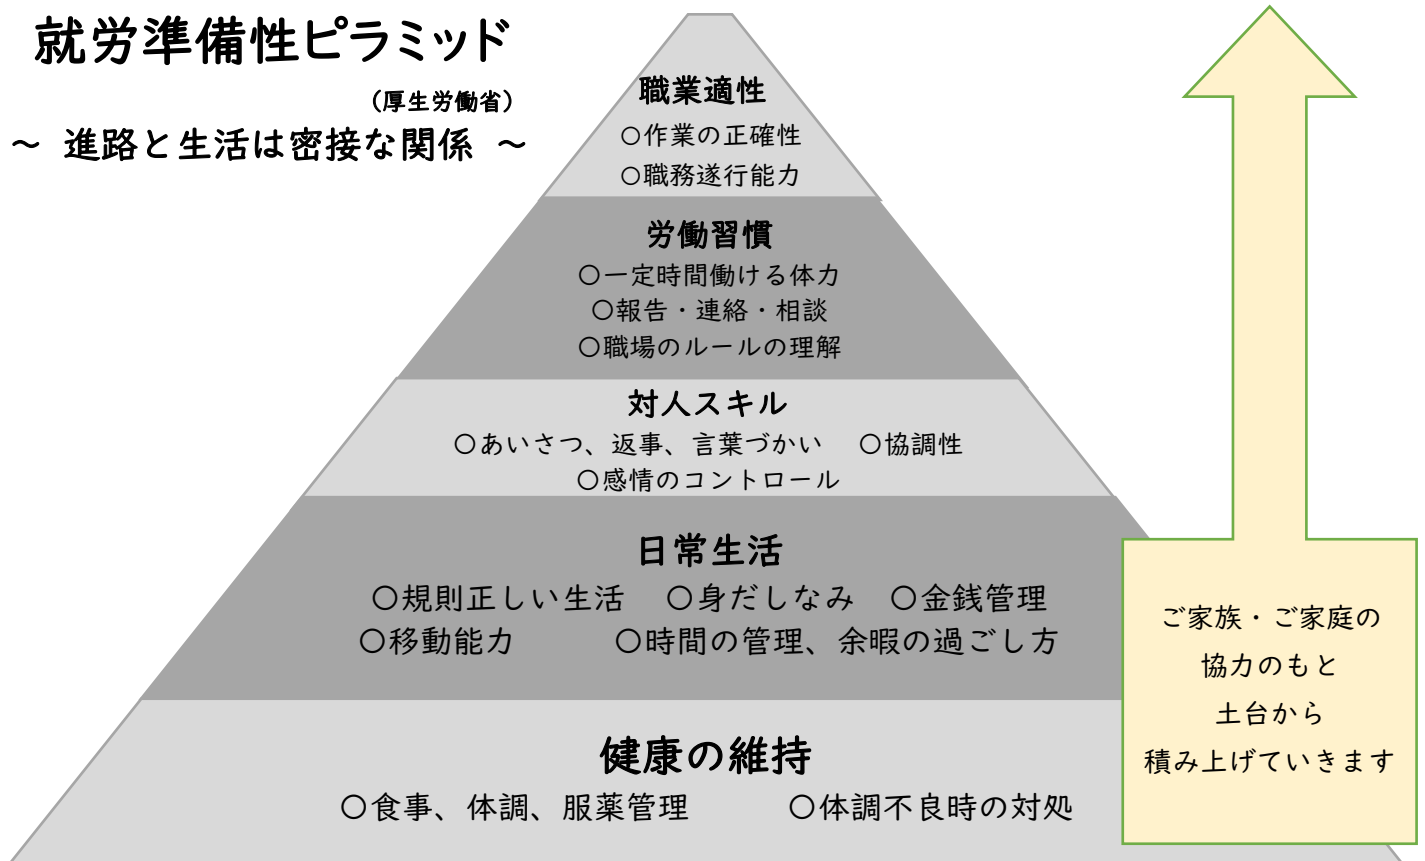 就労準備性ピラミッド
（厚生労働省）
～ 進路と生活は密接な関係 ～
職業適性
○作業の正確性
○職務遂行能力
労働習慣
○一定時間働ける体力
○報告・連絡・相談
○職場のルールの理解
対人スキル
○あいさつ、返事、言葉づかい ○協調性
○感情のコントロール
日常生活
○規則正しい生活 ○身だしなみ ○金銭管理
○移動能力 ○時間の管理、余暇の過ごし方
健康の維持
○食事、体調、服薬管理 ○体調不良時の対処
ご家族・ご家庭の
協力のもと
土台から
積み上げていきます